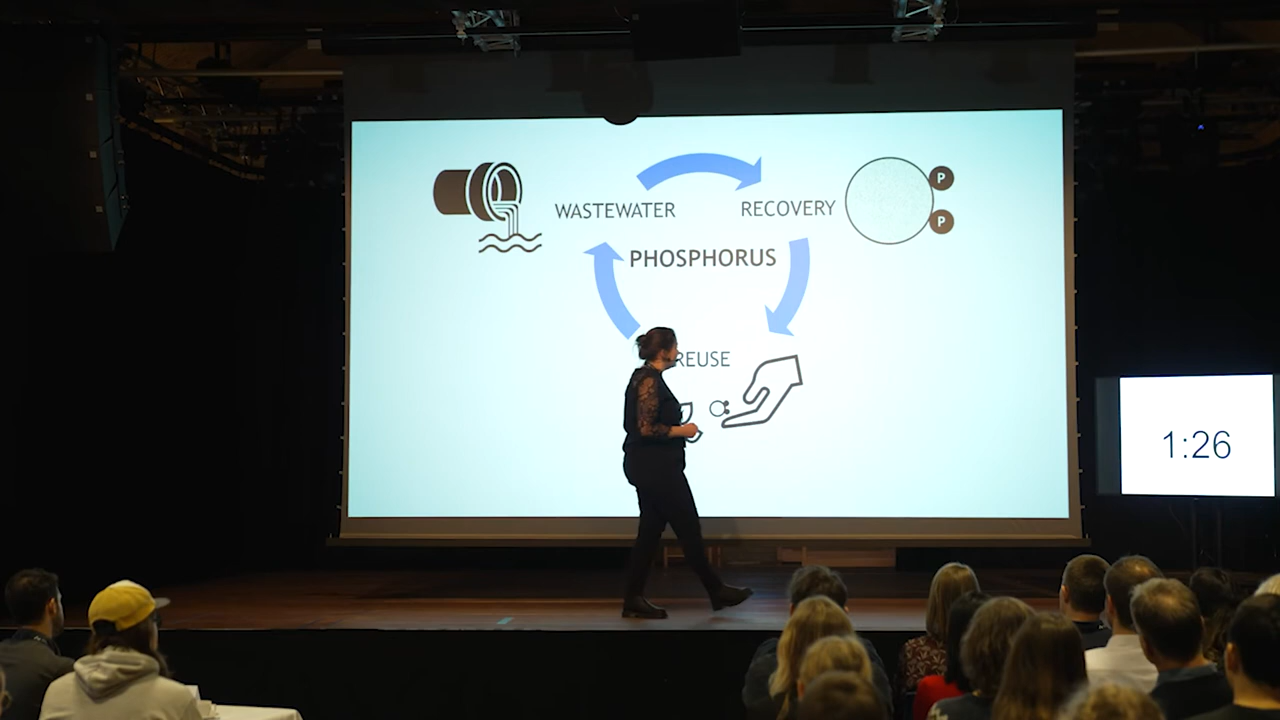 WASTEWATER
RECOVERY
P
P
PHOSPHORUS
REUSE
1:26